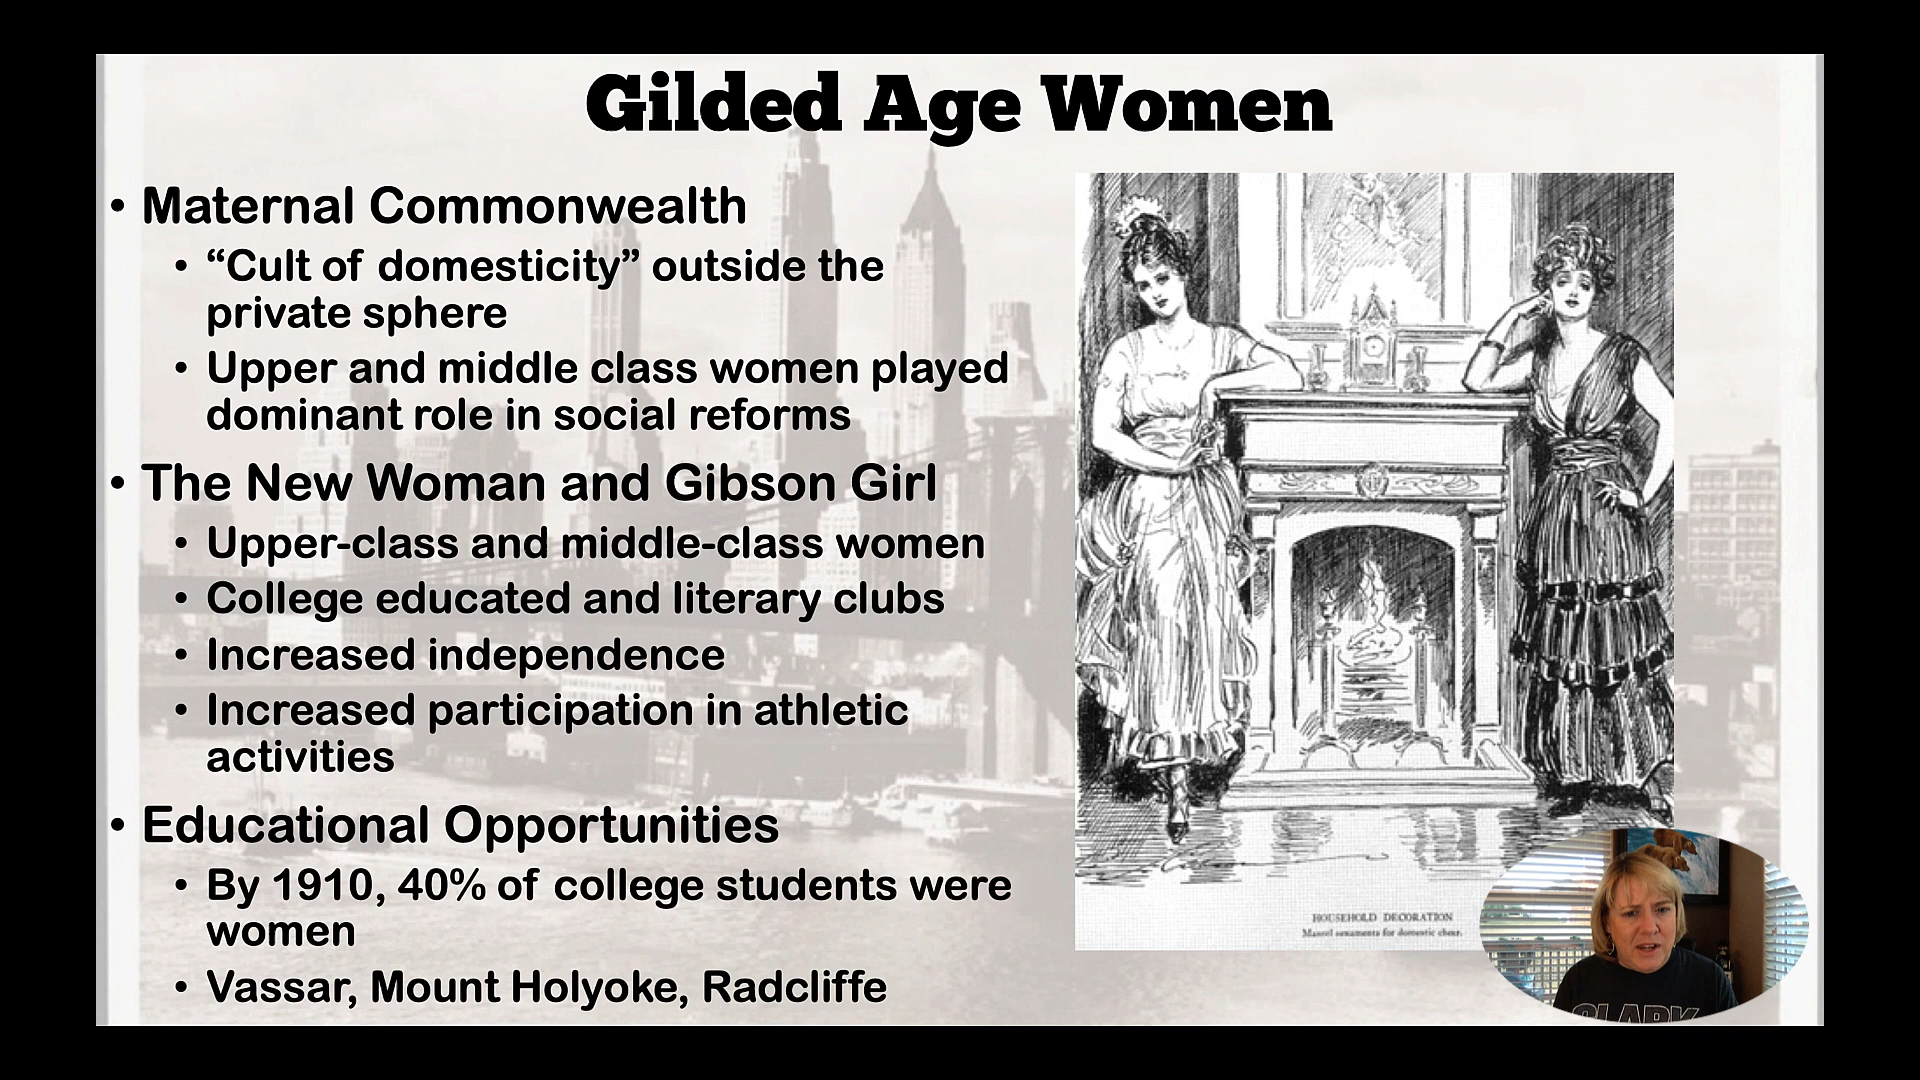 Gilded Age Women
• Maternal Commonwealth
• “Cult of domesticity” outside the
private sphere
• Upper and middle class women played
dominant role in social reforms
• The New Woman and Gibson Girl
• Upper-class and middle-class women
• College educated and literary clubs
• Increased independence
• Increased participation in athletic
activities
• Educational Opportunities
• By 1910, 40% of college students were
women
• Vassar, Mount Holyoke, Radcliffe
HOUSEHOLD DECORATION
Mantel ornaments for domestic cheer.
CLARK